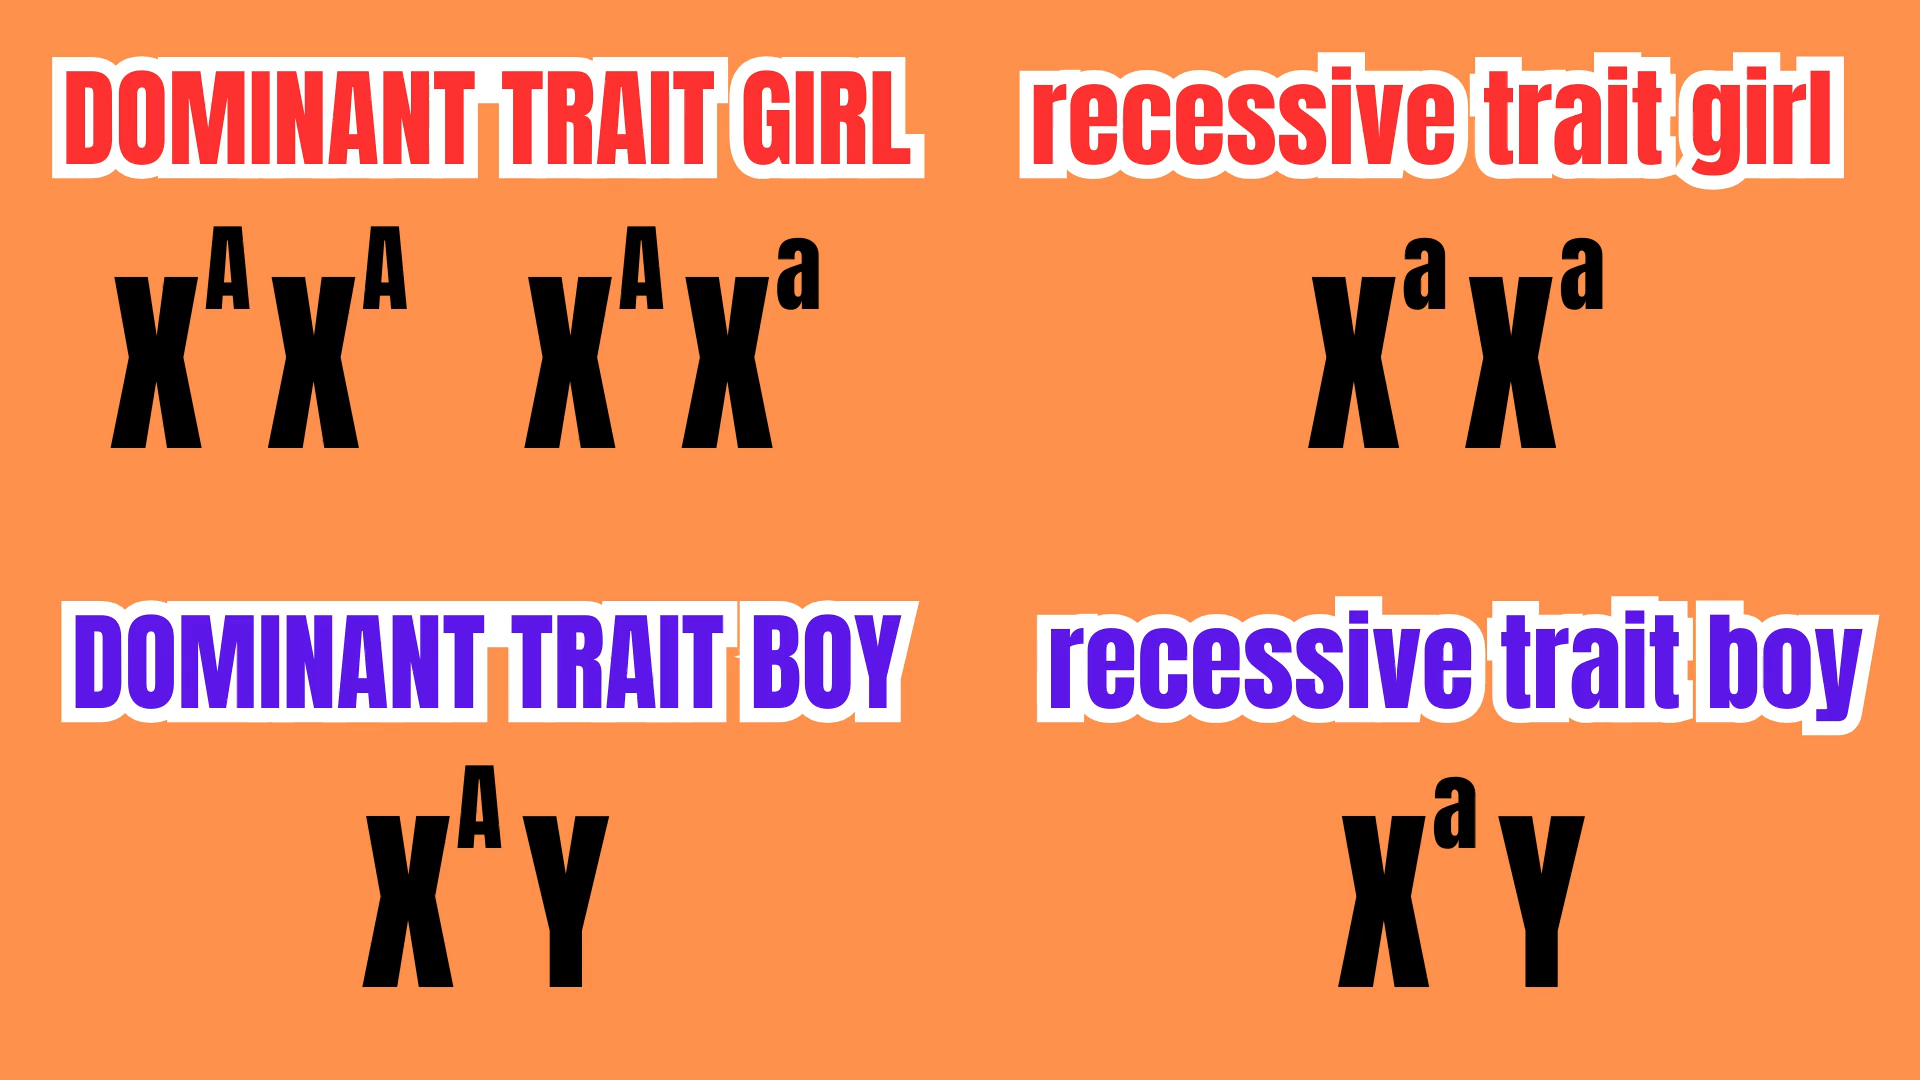 DOMINANT TRAIT GIRL
X^A X^A X^A X^a
recessive trait girl
X^a X^a
DOMINANT TRAIT BOY
X^A Y
recessive trait boy
X^a Y